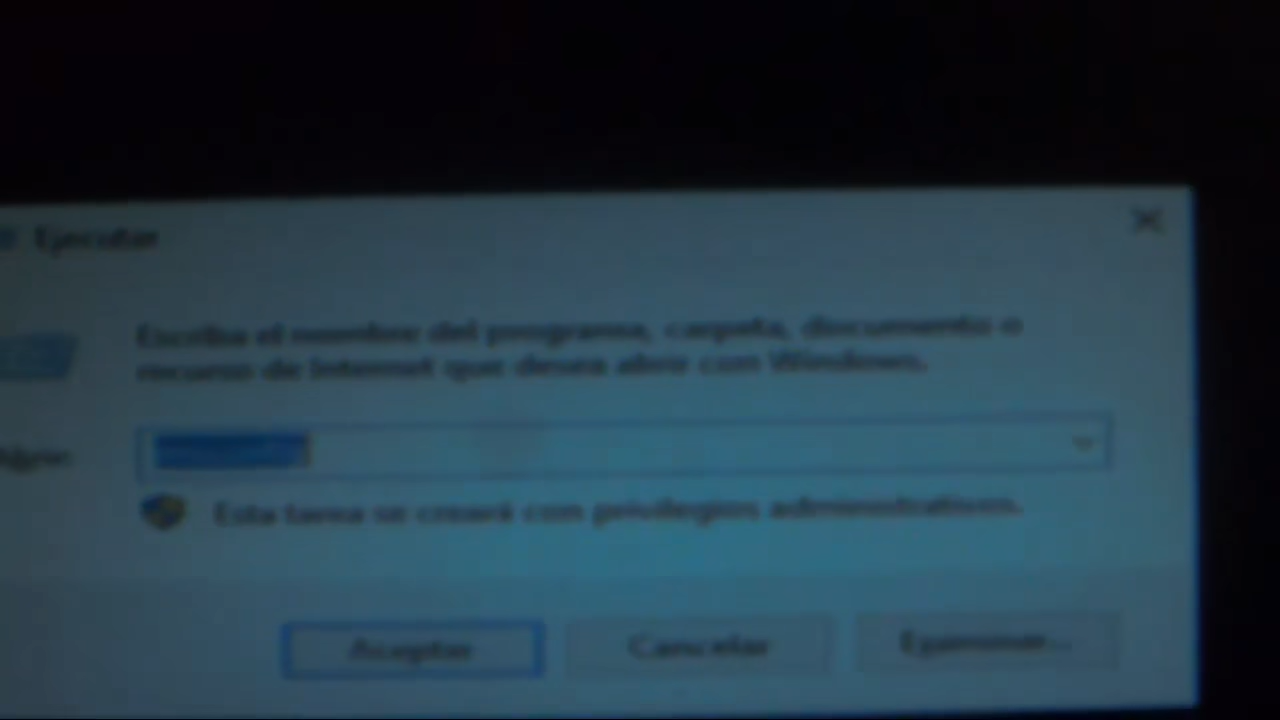 Ejecutar
Escriba el nombre del programa, carpeta, documento o
recurso de Internet que desea abrir con Windows.
Abrir:
Esta tarea se creará con privilegios administrativos.
Aceptar
Cancelar
Examinar...